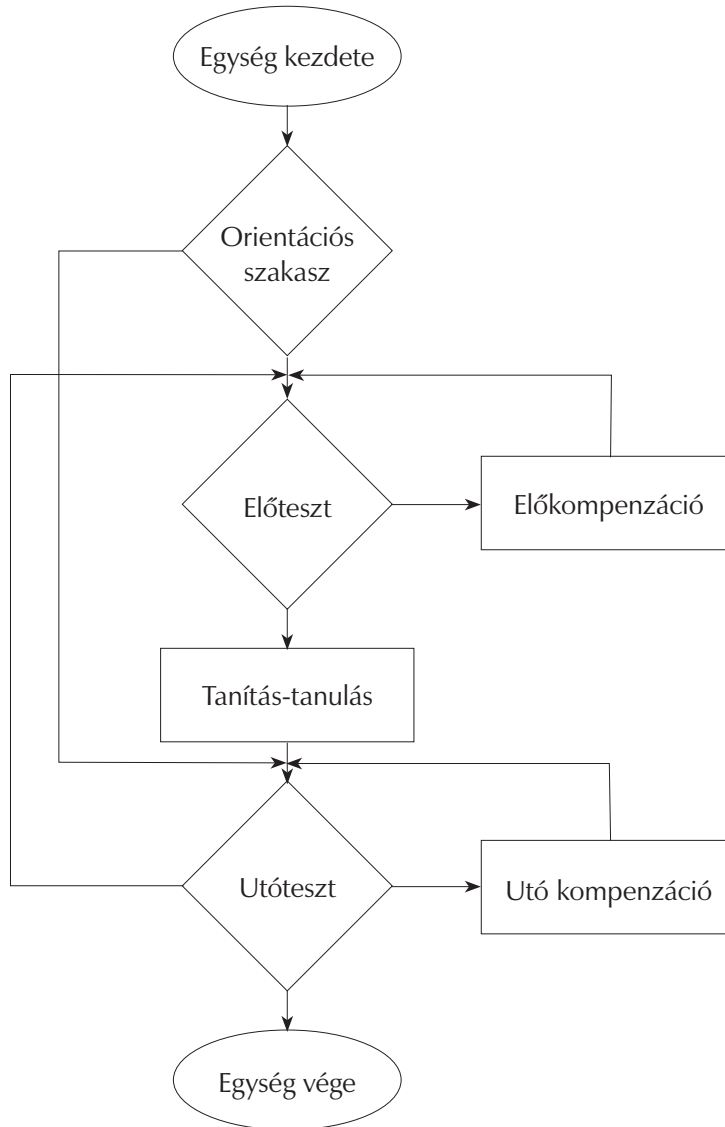 Egység kezdete
Orientációs
szakasz
Előteszt
Előkompenzáció
Tanítás-tanulás
Utóteszt
Utó kompenzáció
Egység vége